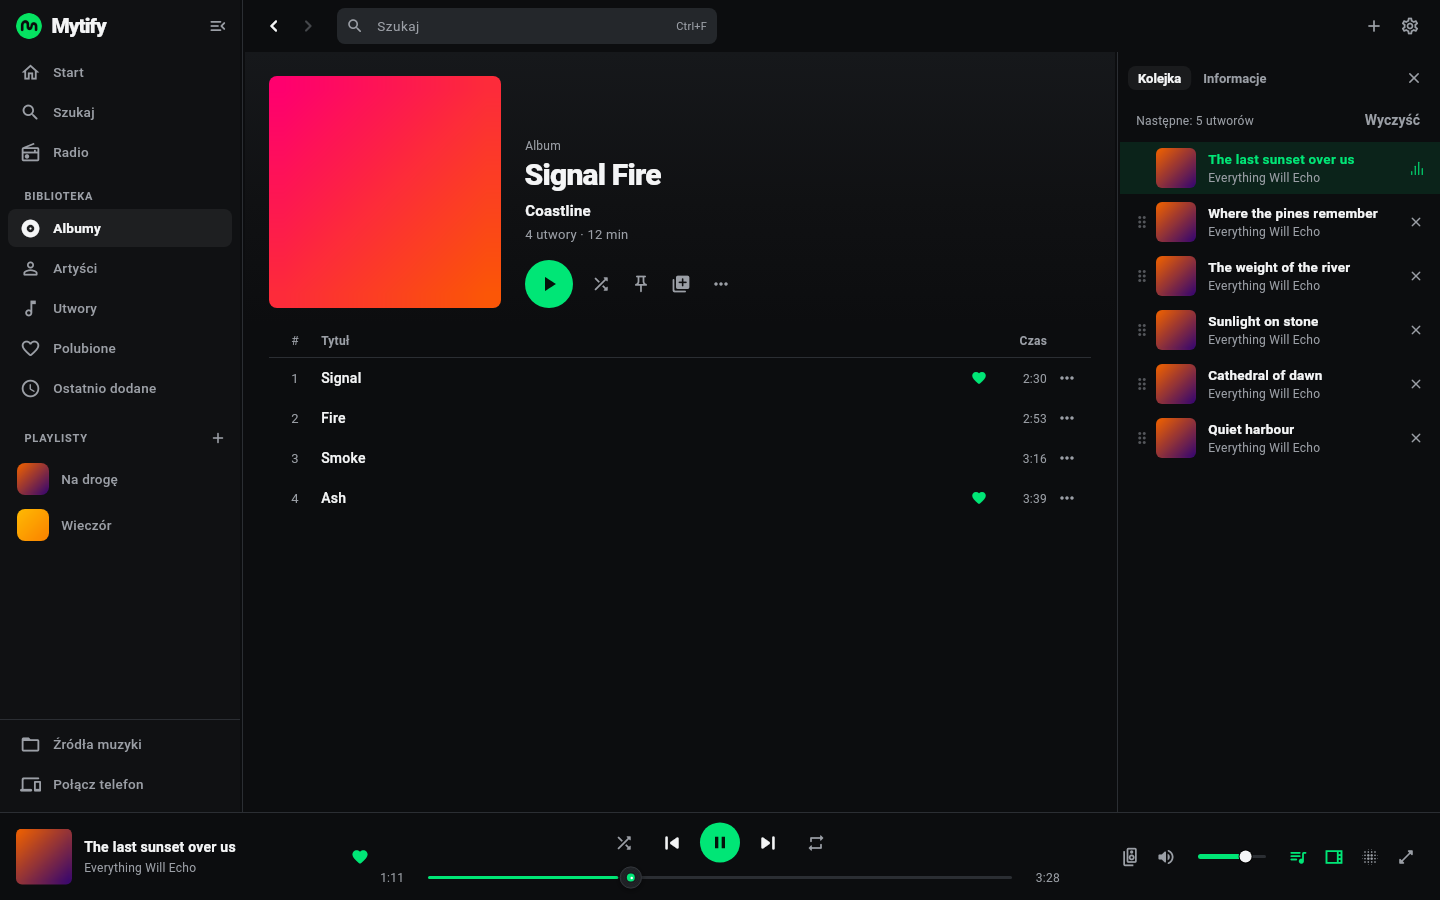 Mytify
Szukaj
Ctrl+F
Start
Szukaj
Radio
BIBLIOTEKA
Albumy
Artyści
Utwory
Polubione
Ostatnio dodane
PLAYLISTY
Na drogę
Wieczór
Źródła muzyki
Połącz telefon
Album
Signal Fire
Coastline
4 utwory · 12 min
# Tytuł Czas
1 Signal 2:30
2 Fire 2:53
3 Smoke 3:16
4 Ash 3:39
Kolejka Informacje
Następne: 5 utworów Wyczyść
The last sunset over us
Everything Will Echo
Where the pines remember
Everything Will Echo
The weight of the river
Everything Will Echo
Sunlight on stone
Everything Will Echo
Cathedral of dawn
Everything Will Echo
Quiet harbour
Everything Will Echo
The last sunset over us
Everything Will Echo
1:11
3:28